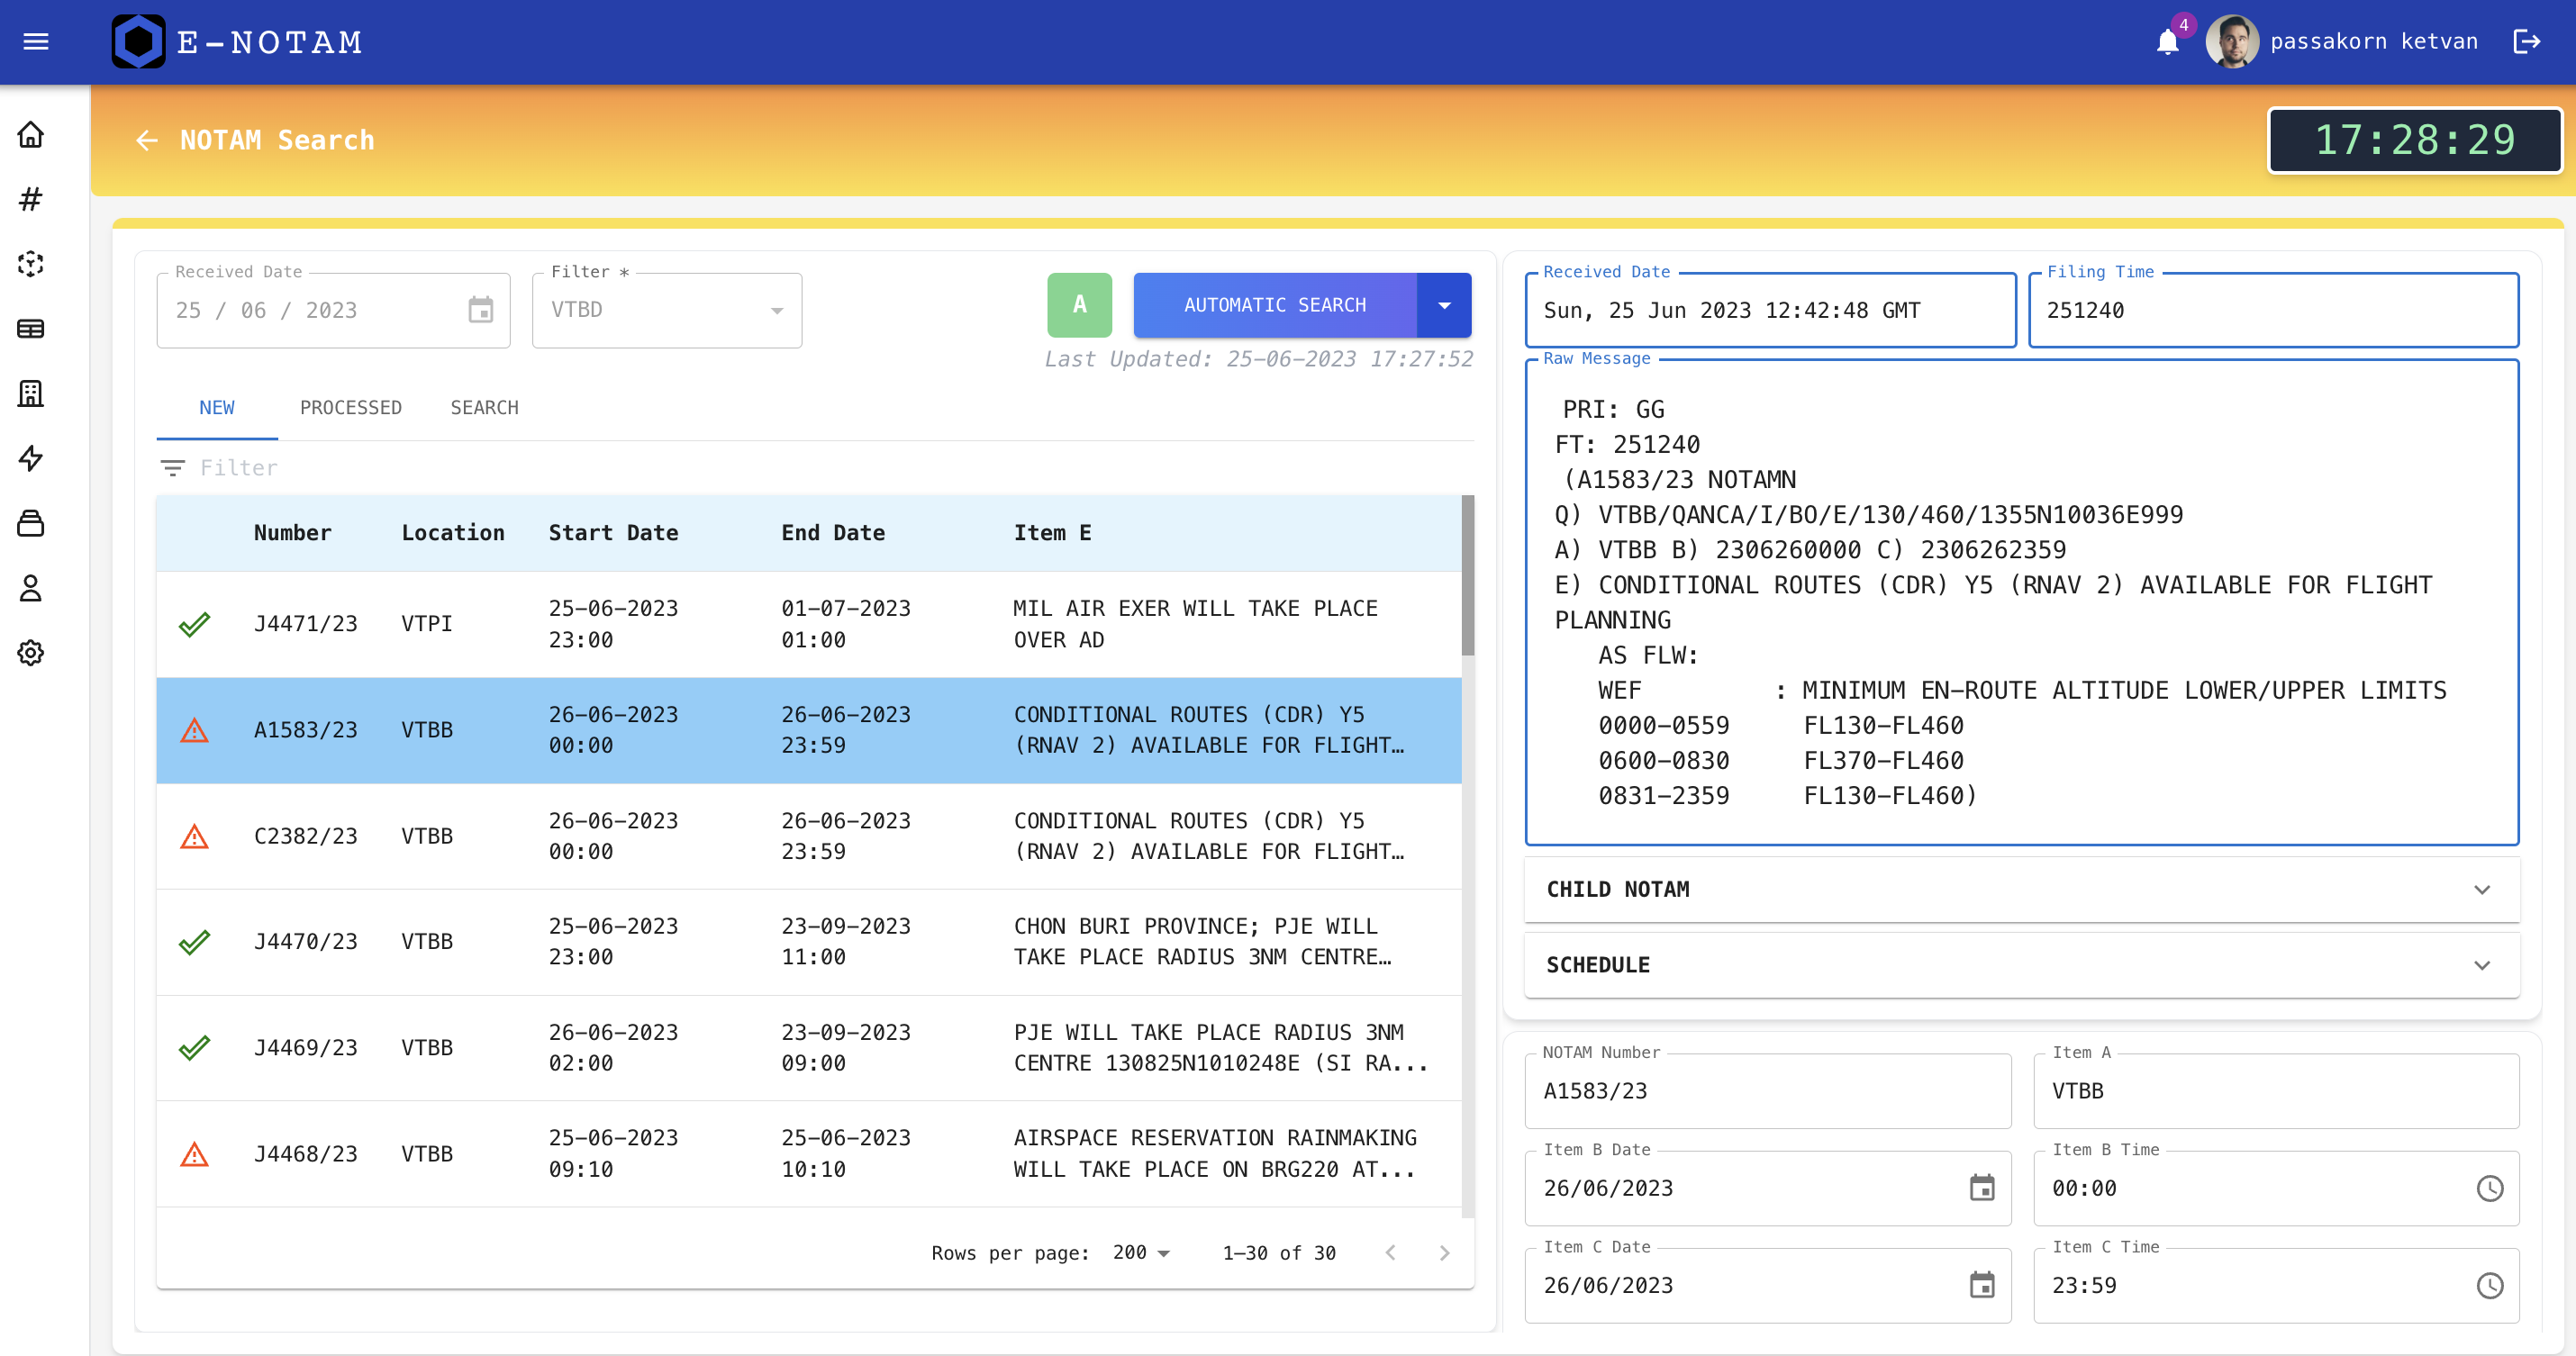 E-NOTAM
4
passakorn ketvan
NOTAM Search
17:28:29
Received Date
25 / 06 / 2023
Filter *
VTBD
A
AUTOMATIC SEARCH
Last Updated: 25-06-2023 17:27:52
NEW PROCESSED SEARCH
Filter
Number Location Start Date End Date Item E
J4471/23 VTPI 25-06-2023 23:00 01-07-2023 01:00 MIL AIR EXER WILL TAKE PLACE
OVER AD
A1583/23 VTBB 26-06-2023 00:00 26-06-2023 23:59 CONDITIONAL ROUTES (CDR) Y5
(RNAV 2) AVAILABLE FOR FLIGHT…
C2382/23 VTBB 26-06-2023 00:00 26-06-2023 23:59 CONDITIONAL ROUTES (CDR) Y5
(RNAV 2) AVAILABLE FOR FLIGHT…
J4470/23 VTBB 25-06-2023 23:00 23-09-2023 11:00 CHON BURI PROVINCE; PJE WILL
TAKE PLACE RADIUS 3NM CENTRE…
J4469/23 VTBB 26-06-2023 02:00 23-09-2023 09:00 PJE WILL TAKE PLACE RADIUS 3NM
CENTRE 130825N1010248E (SI RA...
J4468/23 VTBB 25-06-2023 09:10 25-06-2023 10:10 AIRSPACE RESERVATION RAINMAKING
WILL TAKE PLACE ON BRG220 AT...
Rows per page: 200 1–30 of 30
Received Date
Sun, 25 Jun 2023 12:42:48 GMT
Filing Time
251240
Raw Message
PRI: GG
FT: 251240
(A1583/23 NOTAMN
Q) VTBB/QANCA/I/BO/E/130/460/1355N10036E999
A) VTBB B) 2306260000 C) 2306262359
E) CONDITIONAL ROUTES (CDR) Y5 (RNAV 2) AVAILABLE FOR FLIGHT
PLANNING
AS FLW:
WEF : MINIMUM EN-ROUTE ALTITUDE LOWER/UPPER LIMITS
0000-0559 FL130-FL460
0600-0830 FL370-FL460
0831-2359 FL130-FL460)
CHILD NOTAM
SCHEDULE
NOTAM Number
A1583/23
Item A
VTBB
Item B Date
26/06/2023
Item B Time
00:00
Item C Date
26/06/2023
Item C Time
23:59